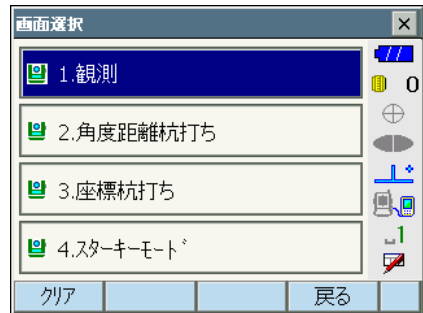 画面選択
1.観測
0
2.角度距離杭打ち
3.座標杭打ち
4.スターキーモード
1
クリア 戻る